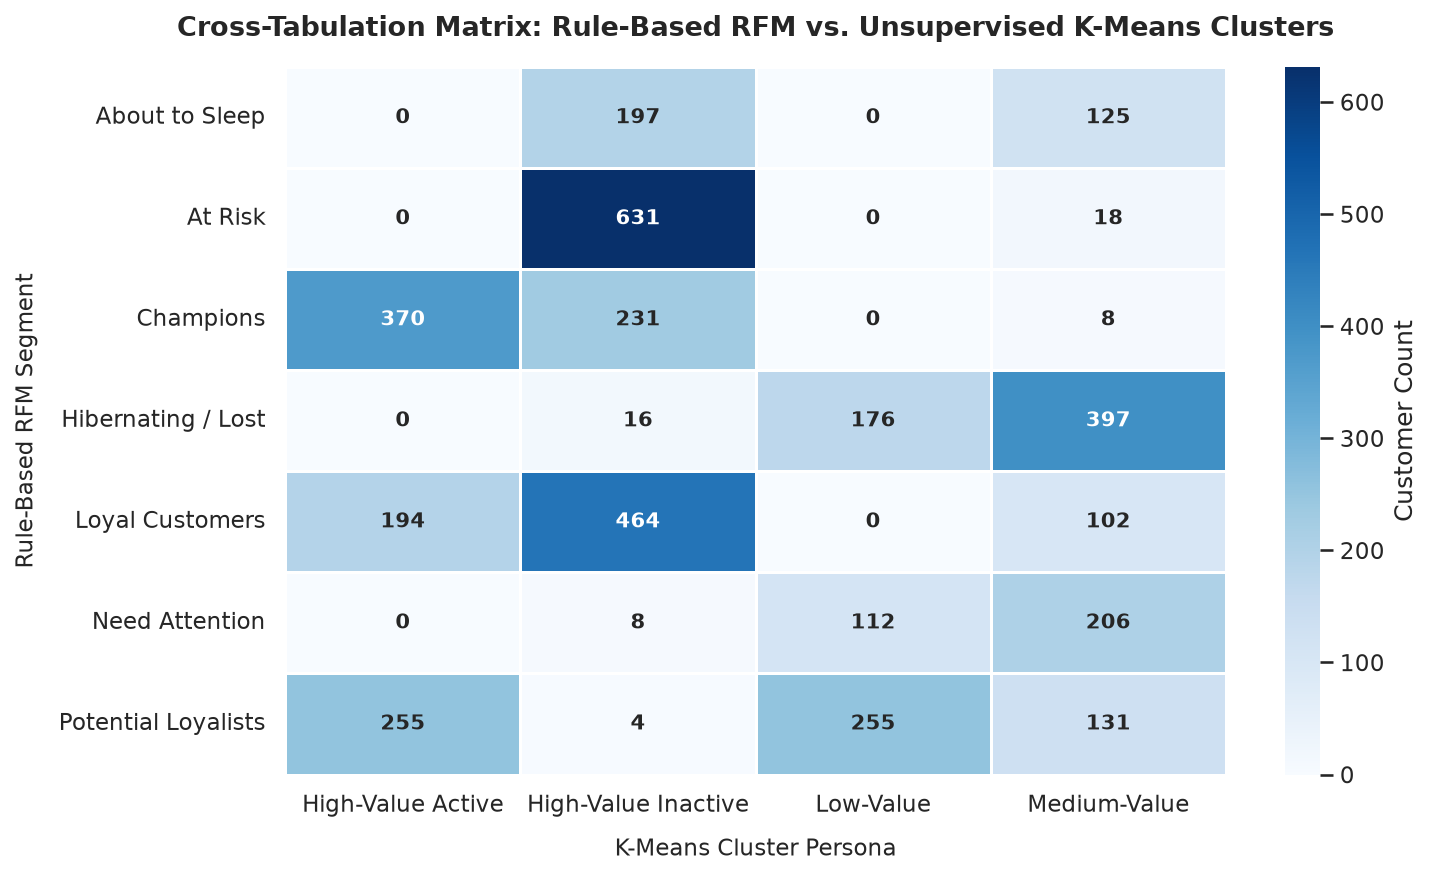 Cross-Tabulation Matrix: Rule-Based RFM vs. Unsupervised K-Means Clusters
Rule-Based RFM Segment
About to Sleep 0 197 0 125
At Risk 0 631 0 18
Champions 370 231 0 8
Hibernating / Lost 0 16 176 397
Loyal Customers 194 464 0 102
Need Attention 0 8 112 206
Potential Loyalists 255 4 255 131
High-Value Active High-Value Inactive Low-Value Medium-Value
K-Means Cluster Persona
600
500
400
300
200
100
0
Customer Count